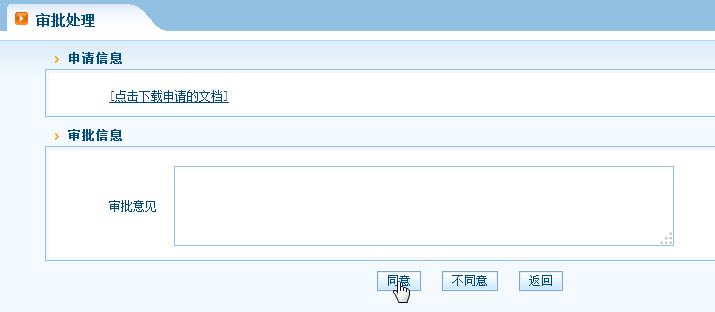 审批处理
申请信息
[点击下载申请的文档]
审批信息
审批意见
同意 不同意 返回